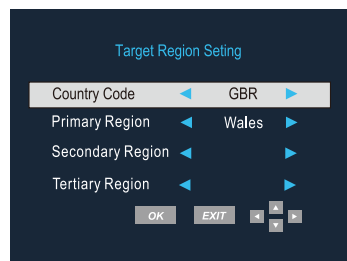 Target Region Seting
Country Code GBR
Primary Region Wales
Secondary Region
Tertiary Region
OK EXIT